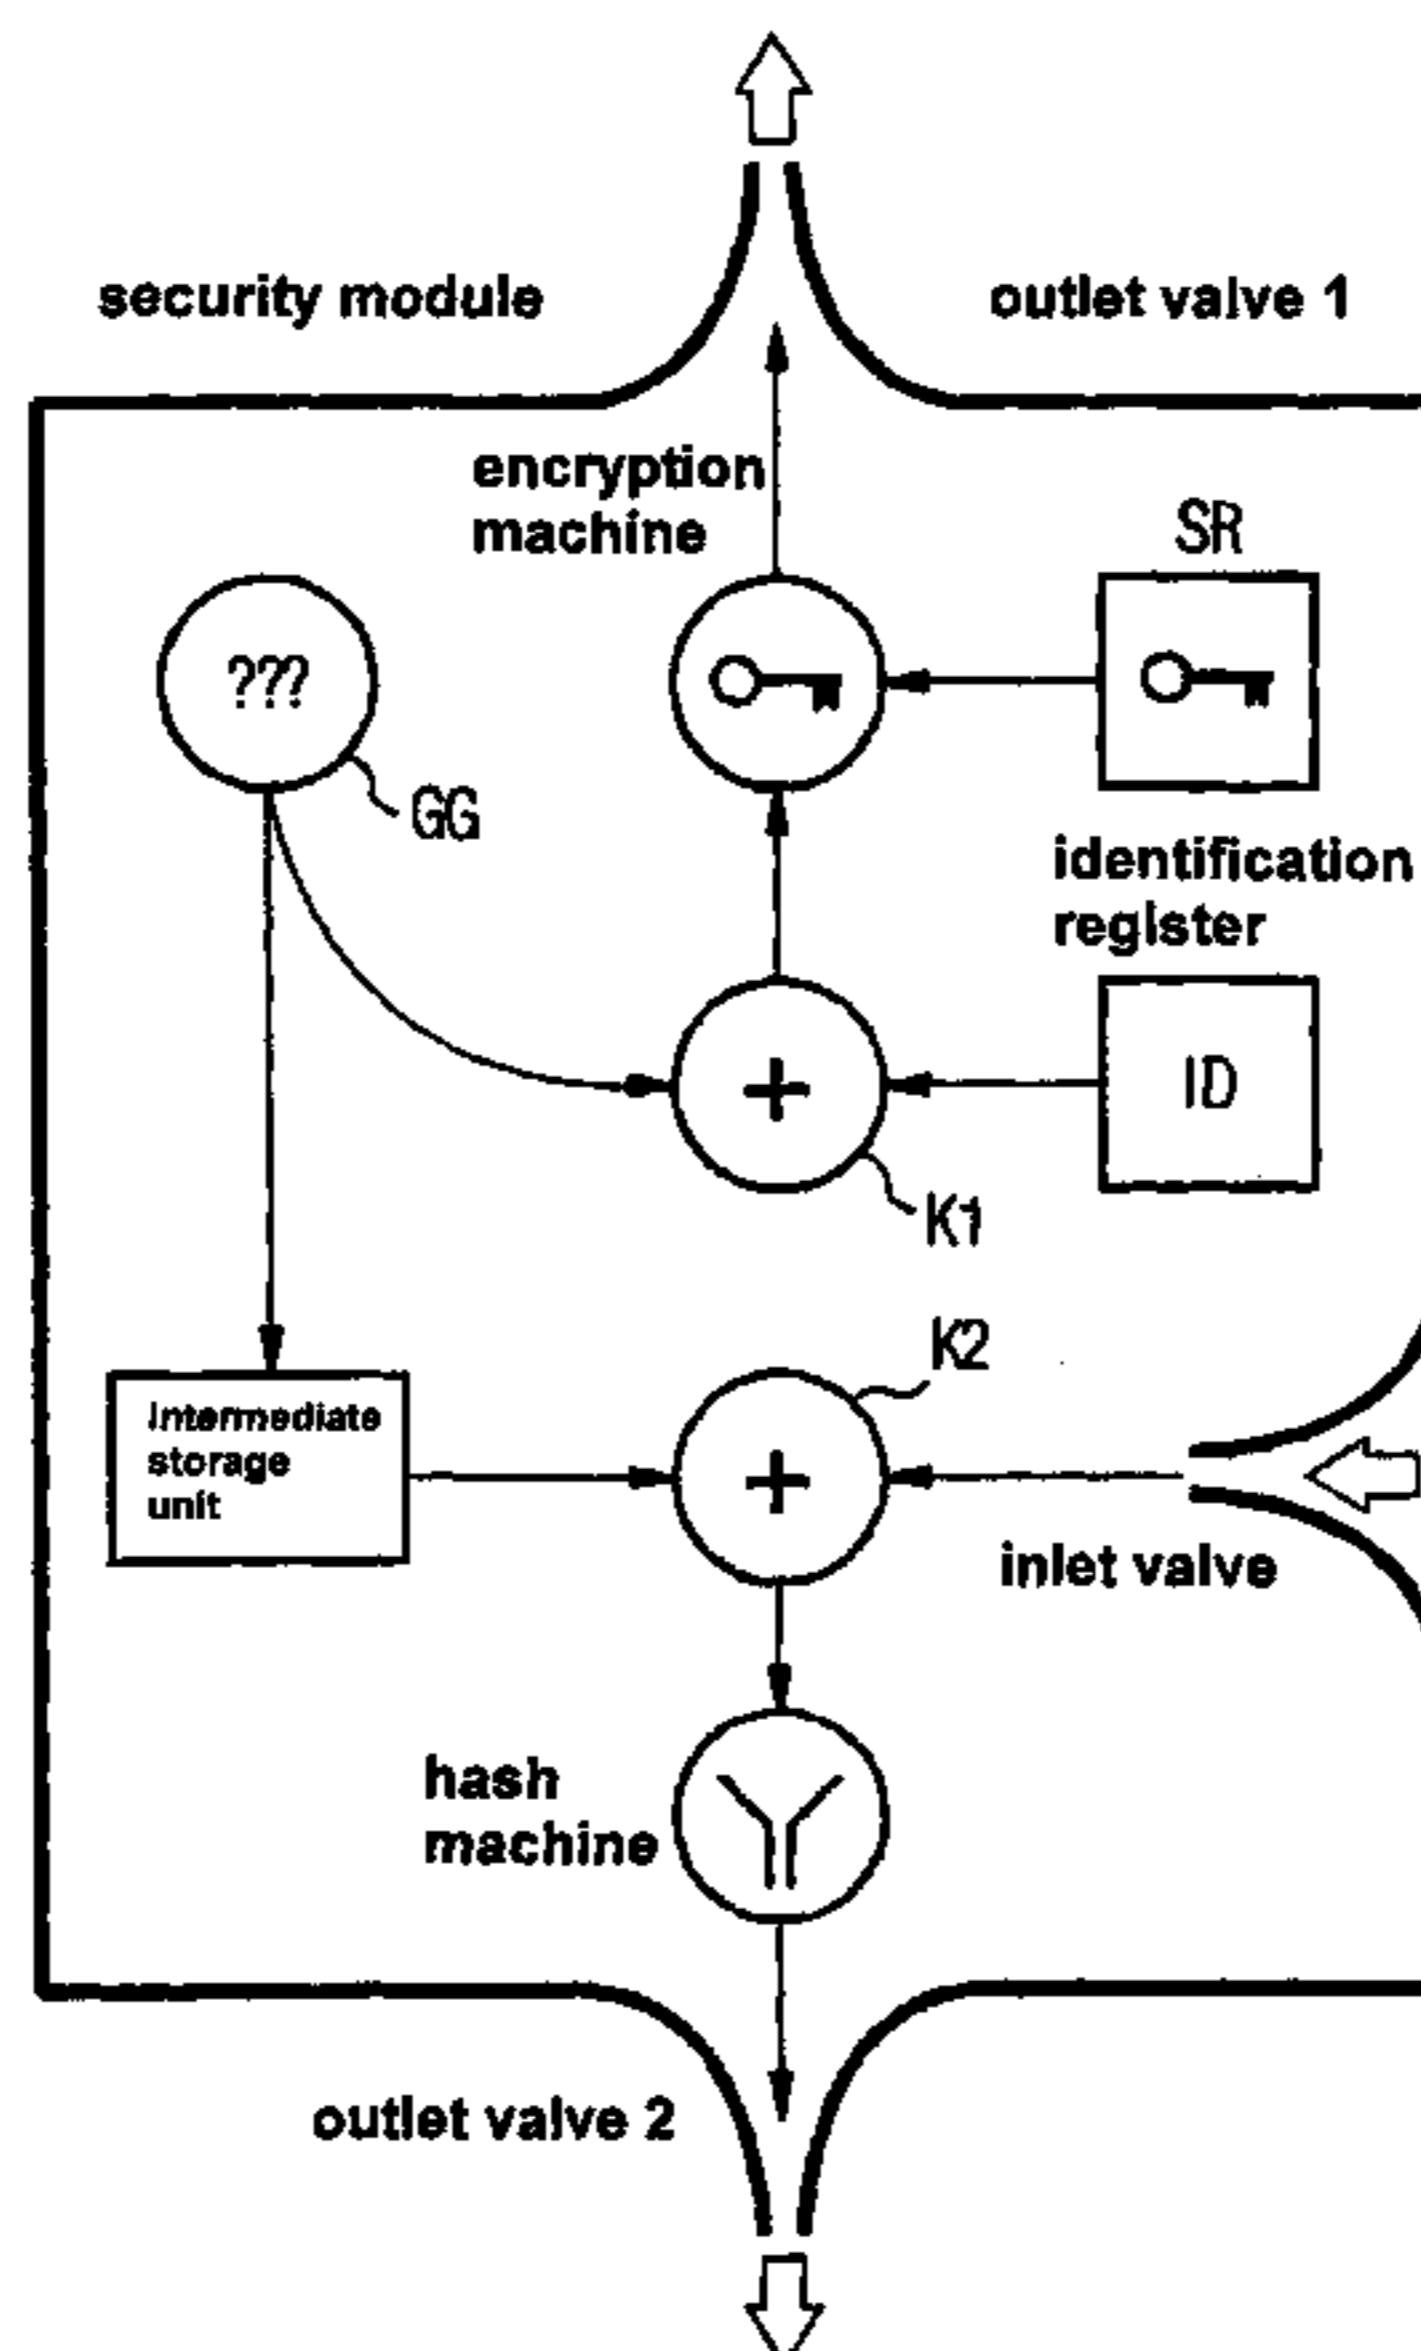 security module
outlet valve 1
encryption
machine
SR
???
GG
identification
register
+
ID
K1
K2
Intermediate
storage
unit
+
inlet valve
hash
machine
outlet valve 2